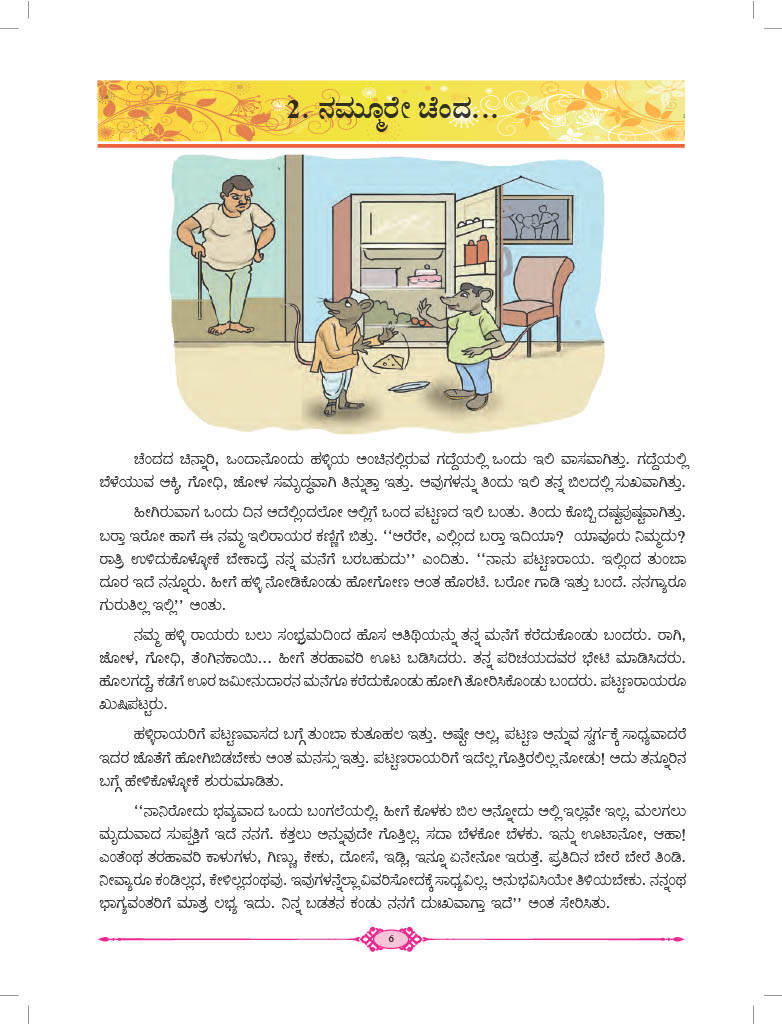 2. ನಮ್ಮೂರೇ ಚೆಂದ...
ಚೆಂದದ ಚಿನ್ನಾರಿ, ಒಂದಾನೊಂದು ಹಳ್ಳಿಯ ಅಂಚಿನಲ್ಲಿರುವ ಗದ್ದೆಯಲ್ಲಿ ಒಂದು ಇಲಿ ವಾಸವಾಗಿತ್ತು. ಗದ್ದೆಯಲ್ಲಿ
ಬೆಳೆಯುವ ಅಕ್ಕಿ, ಗೋಧಿ, ಜೋಳ ಸಮೃದ್ಧವಾಗಿ ತಿನ್ನುತ್ತಾ ಇತ್ತು. ಅವುಗಳನ್ನು ತಿಂದು ಇಲಿ ತನ್ನ ಬಿಲದಲ್ಲಿ ಸುಖವಾಗಿತ್ತು.
ಹೀಗಿರುವಾಗ ಒಂದು ದಿನ ಅದೆಲ್ಲಿಂದಲೋ ಅಲ್ಲಿಗೆ ಒಂದ ಪಟ್ಟಣದ ಇಲಿ ಬಂತು. ತಿಂದು ಕೊಬ್ಬಿ ದಷ್ಟಪುಷ್ಟವಾಗಿತ್ತು.
ಬರ‍್ತಾ ಇರೋ ಹಾಗೆ ಈ ನಮ್ಮ ಇಲಿರಾಯರ ಕಣ್ಣಿಗೆ ಬಿತ್ತು. ‘‘ಅರೆರೇ, ಎಲ್ಲಿಂದ ಬರ‍್ತಾ ಇದಿಯಾ? ಯಾವೂರು ನಿಮ್ಮದು?
ರಾತ್ರಿ ಉಳಿದುಕೊಳ್ಳೋಕೆ ಬೇಕಾದ್ರೆ ನನ್ನ ಮನೆಗೆ ಬರಬಹುದು’’ ಎಂದಿತು. ‘‘ನಾನು ಪಟ್ಟಣರಾಯ. ಇಲ್ಲಿಂದ ತುಂಬಾ
ದೂರ ಇದೆ ನನ್ನೂರು. ಹೀಗೆ ಹಳ್ಳಿ ನೋಡಿಕೊಂಡು ಹೋಗೋಣ ಅಂತ ಹೊರಟೆ. ಬರೋ ಗಾಡಿ ಇತ್ತು ಬಂದೆ. ನನಗ್ಯಾರೂ
ಗುರುತಿಲ್ಲ ಇಲ್ಲಿ’’ ಅಂತು.
ನಮ್ಮ ಹಳ್ಳಿ ರಾಯರು ಬಲು ಸಂಭ್ರಮದಿಂದ ಹೊಸ ಅತಿಥಿಯನ್ನು ತನ್ನ ಮನೆಗೆ ಕರೆದುಕೊಂಡು ಬಂದರು. ರಾಗಿ,
ಜೋಳ, ಗೋಧಿ, ತೆಂಗಿನಕಾಯಿ... ಹೀಗೆ ತರಹಾವರಿ ಊಟ ಬಡಿಸಿದರು. ತನ್ನ ಪರಿಚಯದವರ ಭೇಟಿ ಮಾಡಿಸಿದರು.
ಹೊಲಗದ್ದೆ, ಕಡೆಗೆ ಊರ ಜಮೀನುದಾರನ ಮನೆಗೂ ಕರೆದುಕೊಂಡು ಹೋಗಿ ತೋರಿಸಿಕೊಂಡು ಬಂದರು. ಪಟ್ಟಣರಾಯರೂ
ಖುಷಿಪಟ್ಟರು.
ಹಳ್ಳಿರಾಯರಿಗೆ ಪಟ್ಟಣವಾಸದ ಬಗ್ಗೆ ತುಂಬಾ ಕುತೂಹಲ ಇತ್ತು. ಅಷ್ಟೇ ಅಲ್ಲ, ಪಟ್ಟಣ ಅನ್ನುವ ಸ್ವರ್ಗಕ್ಕೆ ಸಾಧ್ಯವಾದರೆ
ಇದರ ಜೊತೆಗೆ ಹೋಗಿಬಿಡಬೇಕು ಅಂತ ಮನಸ್ಸು ಇತ್ತು. ಪಟ್ಟಣರಾಯರಿಗೆ ಇದೆಲ್ಲ ಗೊತ್ತಿರಲಿಲ್ಲ ನೋಡು! ಅದು ತನ್ನೂರಿನ
ಬಗ್ಗೆ ಹೇಳಿಕೊಳ್ಳೋಕೆ ಶುರುಮಾಡಿತು.
‘‘ನಾನಿರೋದು ಭವ್ಯವಾದ ಒಂದು ಬಂಗಲೆಯಲ್ಲಿ. ಹೀಗೆ ಕೊಳಕು ಬಿಲ ಅನ್ನೋದು ಅಲ್ಲಿ ಇಲ್ಲವೇ ಇಲ್ಲ. ಮಲಗಲು
ಮೃದುವಾದ ಸುಪ್ಪತ್ತಿಗೆ ಇದೆ ನನಗೆ. ಕತ್ತಲು ಅನ್ನುವುದೇ ಗೊತ್ತಿಲ್ಲ. ಸದಾ ಬೆಳಕೋ ಬೆಳಕು. ಇನ್ನು ಊಟಾನೋ, ಆಹಾ!
ಎಂತೆಂಥ ತರಹಾವರಿ ಕಾಳುಗಳು, ಗಿಣ್ಣು, ಕೇಕು, ದೋಸೆ, ಇಡ್ಲಿ, ಇನ್ನೂ ಏನೇನೋ ಇರುತ್ತೆ. ಪ್ರತಿದಿನ ಬೇರೆ ಬೇರೆ ತಿಂಡಿ.
ನೀವ್ಯಾರೂ ಕಂಡಿಲ್ಲದ, ಕೇಳಿಲ್ಲದಂಥವು. ಇವುಗಳನ್ನೆಲ್ಲಾ ವಿವರಿಸೋದಕ್ಕೆ ಸಾಧ್ಯವಿಲ್ಲ. ಅನುಭವಿಸಿಯೇ ತಿಳಿಯಬೇಕು. ನನ್ನಂಥ
ಭಾಗ್ಯವಂತರಿಗೆ ಮಾತ್ರ ಲಭ್ಯ ಇದು. ನಿನ್ನ ಬಡತನ ಕಂಡು ನನಗೆ ದುಃಖವಾಗ್ತಾ ಇದೆ’’ ಅಂತ ಸೇರಿಸಿತು.
6